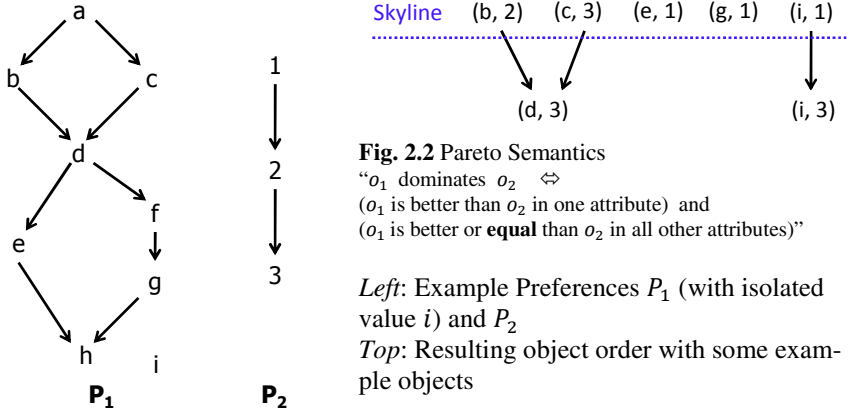 a
b
c
d
e
f
g
h
i
P₁
1
2
3
P₂
Skyline (b, 2) (c, 3) (e, 1) (g, 1) (i, 1)
(d, 3) (i, 3)
Fig. 2.2 Pareto Semantics
“o₁ dominates o₂ ⇔
(o₁ is better than o₂ in one attribute) and
(o₁ is better or equal than o₂ in all other attributes)”
Left: Example Preferences P₁ (with isolated
value i) and P₂
Top: Resulting object order with some exam-
ple objects